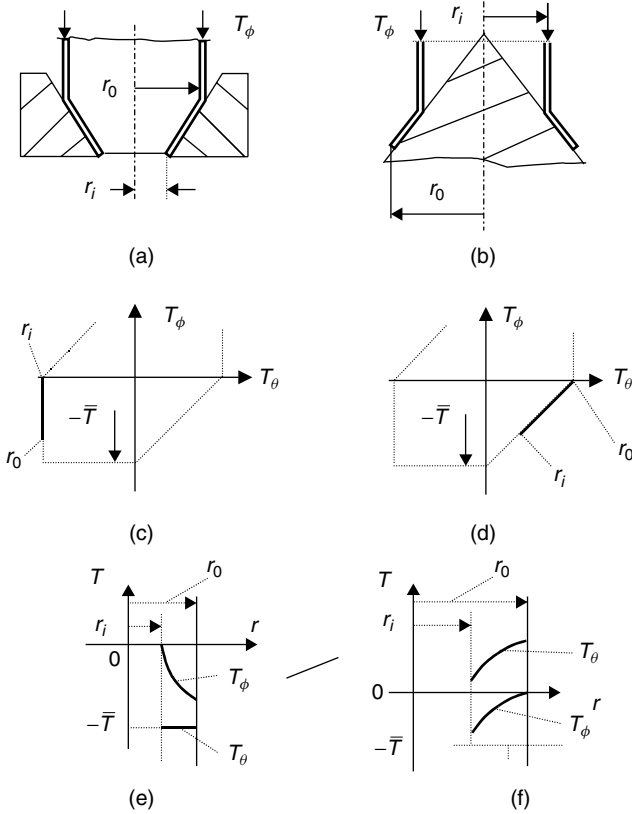 T_ϕ
r_0
r_i
(a)
r_i
T_ϕ
r_0
(b)
T_ϕ
r_i
T_θ
−T̿
r_0
(c)
T_ϕ
T_θ
−T̿
r_i
r_0
(d)
T
r_0
r_i
r
0
T_ϕ
−T̿
T_θ
(e)
T
r_0
r_i
T_θ
0
T_ϕ
r
−T̿
(f)